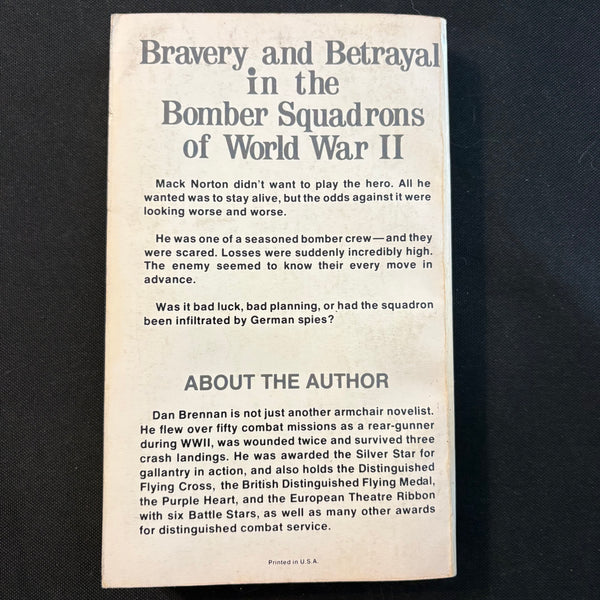 Bravery and Betrayal
in the
Bomber Squadrons
of World War II
Mack Norton didn't want to play the hero. All he
wanted was to stay alive, but the odds against it were
looking worse and worse.
He was one of a seasoned bomber crew—and they
were scared. Losses were suddenly incredibly high.
The enemy seemed to know their every move in
advance.
Was it bad luck, bad planning, or had the squadron
been infiltrated by German spies?
ABOUT THE AUTHOR
Dan Brennan is not just another armchair novelist.
He flew over fifty combat missions as a rear-gunner
during WWII, was wounded twice and survived three
crash landings. He was awarded the Silver Star for
gallantry in action, and also holds the Distinguished
Flying Cross, the British Distinguished Flying Medal,
the Purple Heart, and the European Theatre Ribbon
with six Battle Stars, as well as many other awards
for distinguished combat service.
Printed in U.S.A.